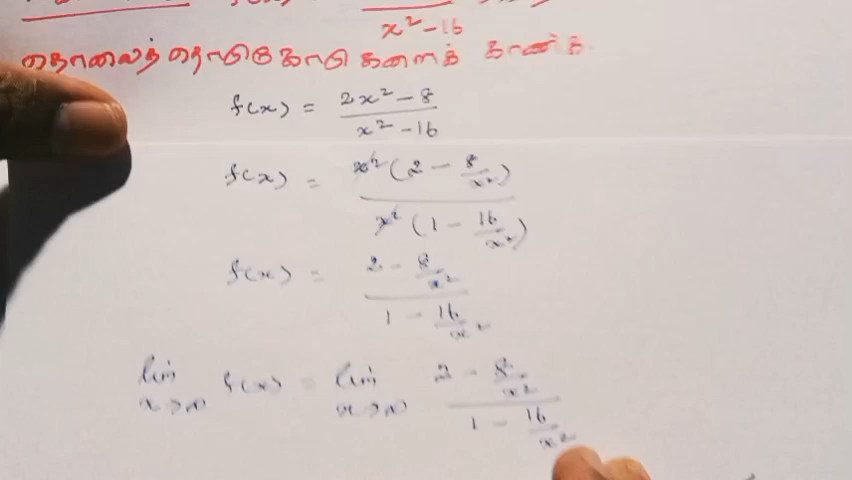 x² - 16
தொலைத் தொடுகோடுகளைக் காண்க.
f(x) = 2x² - 8 / x² - 16
f(x) = x² (2 - 8/x²) / x² (1 - 16/x²)
f(x) = 2 - 8/x² / 1 - 16/x²
lim x→∞ f(x) = lim x→∞ 2 - 8/x² / 1 - 16/x²